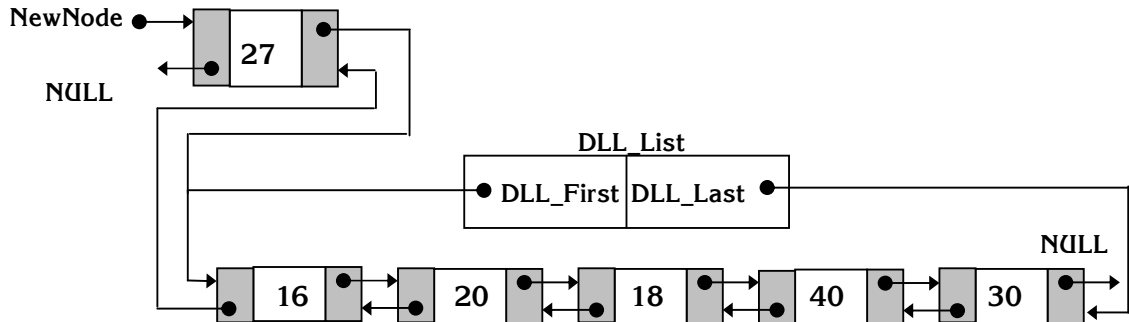 NewNode
27
NULL
DLL_List
DLL_First DLL_Last
NULL
16 20 18 40 30